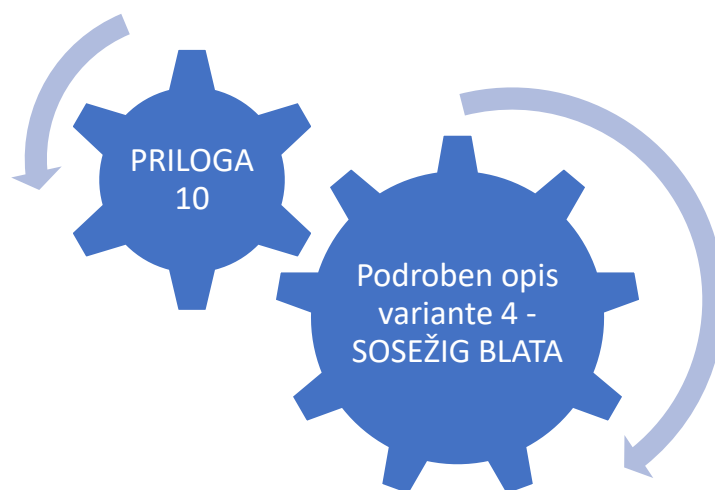 PRILOGA
10
Podroben opis
variante 4 -
SOSEŽIG BLATA